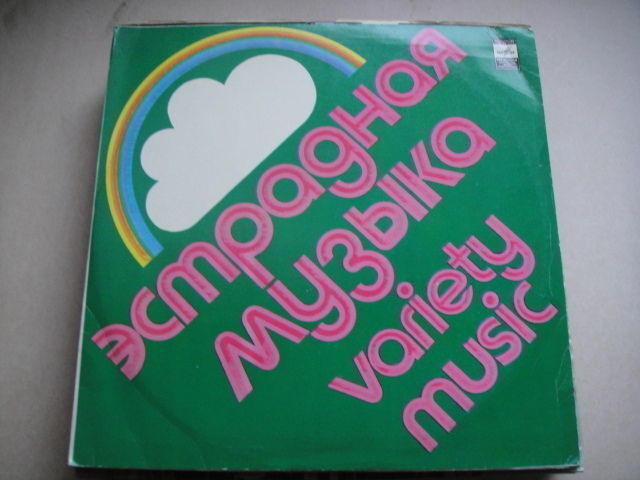 эстрадная
музыка
variety
music